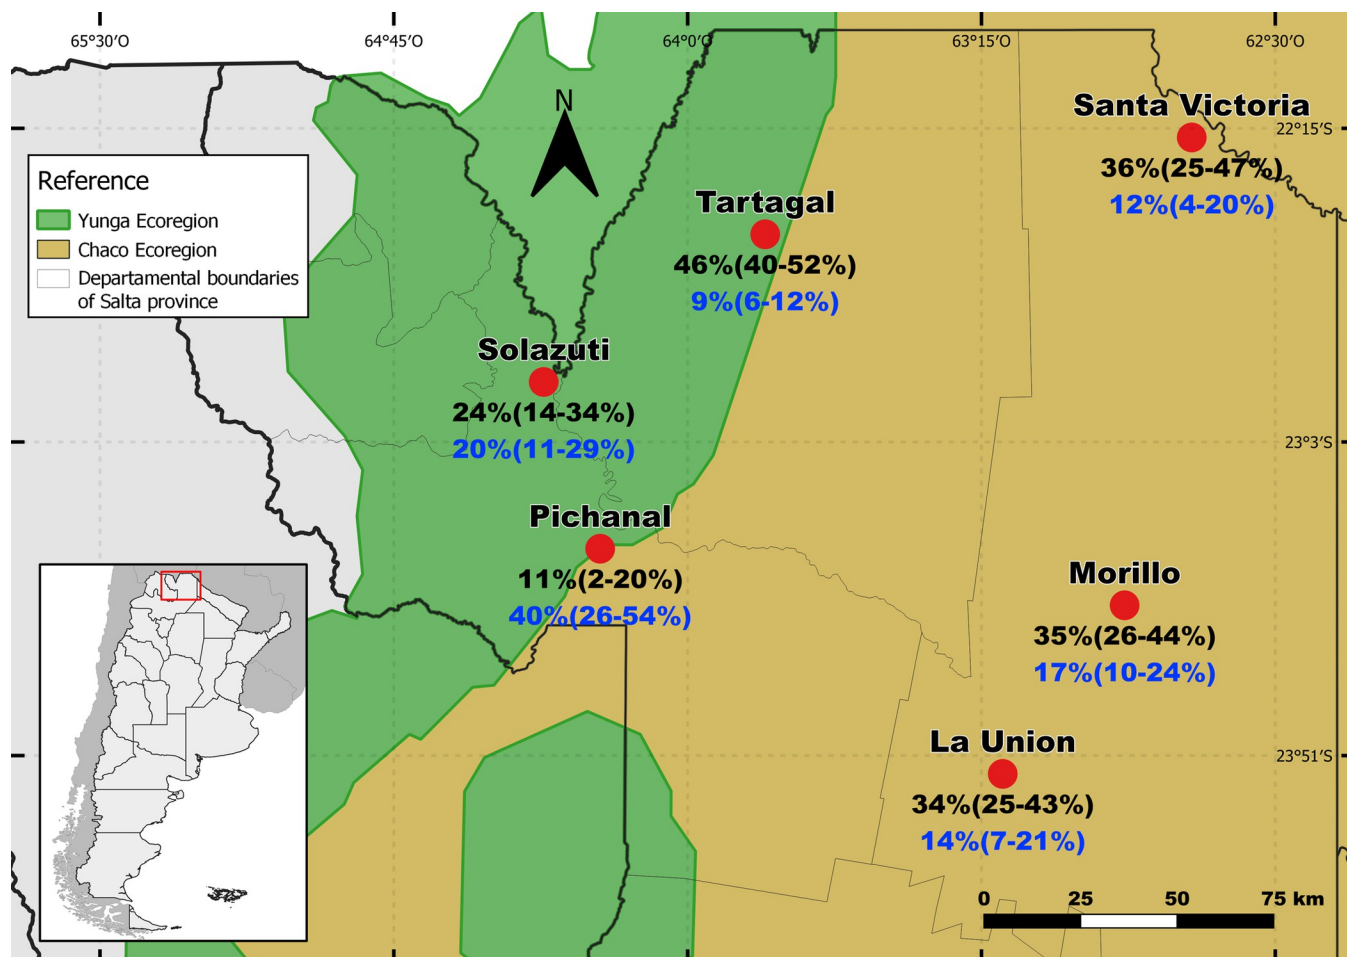 65°30′O
64°45′O
64°0′O
63°15′O
62°30′O
N
Santa Victoria
36%(25-47%)
12%(4-20%)
22°15′S
Reference
Yunga Ecoregion
Chaco Ecoregion
Departamental boundaries
of Salta province
Tartagal
46%(40-52%)
9%(6-12%)
Solazuti
24%(14-34%)
20%(11-29%)
23°3′S
Pichanal
11%(2-20%)
40%(26-54%)
Morillo
35%(26-44%)
17%(10-24%)
La Union
34%(25-43%)
14%(7-21%)
23°51′S
0 25 50 75 km